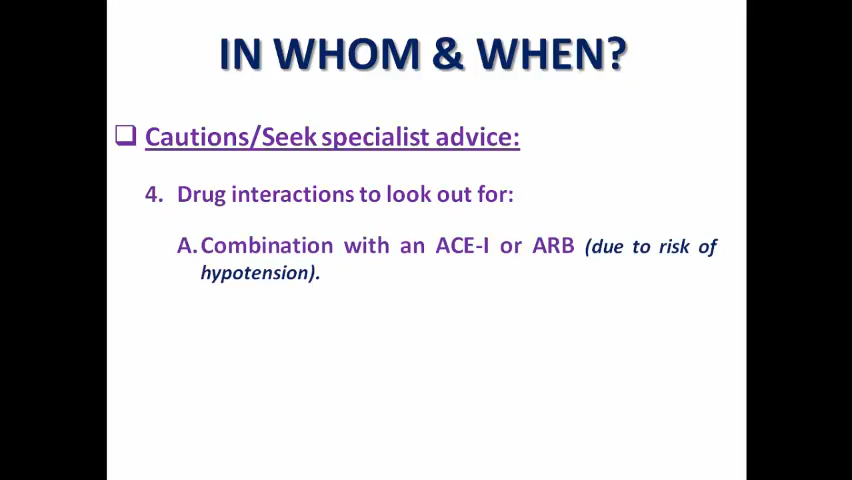 IN WHOM & WHEN?
Cautions/Seek specialist advice:
4. Drug interactions to look out for:
A. Combination with an ACE-I or ARB (due to risk of
hypotension).